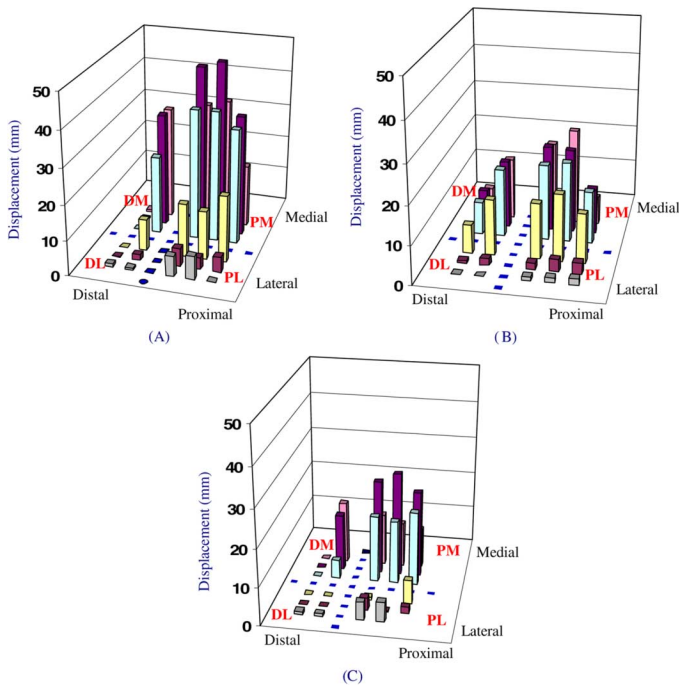 50
40
30
20
10
0
Displacement (mm)
DM
PM
DL
PL
Medial
Lateral
Distal
Proximal
(A)
50
40
30
20
10
0
Displacement (mm)
DM
PM
DL
PL
Medial
Lateral
Distal
Proximal
(B)
50
40
30
20
10
0
Displacement (mm)
DM
PM
DL
PL
Medial
Lateral
Distal
Proximal
(C)